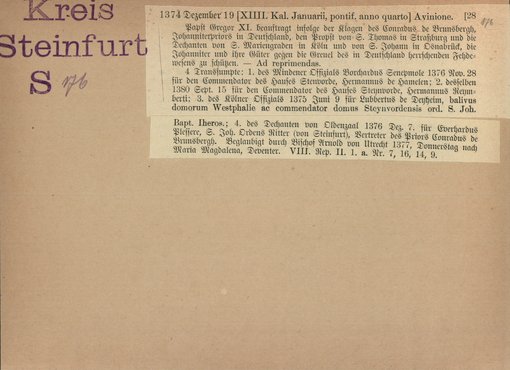 Kreis
Steinfurt
S 176
1374 Dezember 19 [XIIII. Kal. Januarii, pontif. anno quarto] Avinione. [28
176
Papst Gregor XI. beauftragt infolge der Klagen des Conradus de Brunsbergh,
Johanniterpriors in Deutschland, den Propst von S. Thomas in Straßburg und die
Dechanten von S. Mariengraden in Köln und von S. Johann in Osnabrück, die
Johanniter und ihre Güter gegen die Greuel des in Deutschland herrschenden Fehde-
wesens zu schützen. — Ad reprimendas.
4 Transsumpte: 1. des Mindener Offizials Borchardus Senepmole 1376 Nov. 28
für den Commendator des Hauses Stenvorde, Hermannus de Hamelen; 2. desselben
1380 Sept. 15 für den Commendator des Hauses Steynvorde, Hermannus Reym-
berti; 3. des Kölner Offizials 1375 Juni 9 für Lubbertus de Detzheim, balivus
domorum Westphalie ac commendator domus Steynvordensis ord. S. Joh.
Bapt. Iheros.; 4. des Dechanten von Oldenzaal 1376 Dez. 7. für Everhardus
Plesserr, S. Joh. Ordens Ritter (von Steinfurt), Vertreter des Priors Conradus de
Brunsbergh. Beglaubigt durch Bischof Arnold von Utrecht 1377, Donnerstag nach
Maria Magdalena, Deventer. VIII. Rep. II. 1. a. Nr. 7, 16, 14, 9.